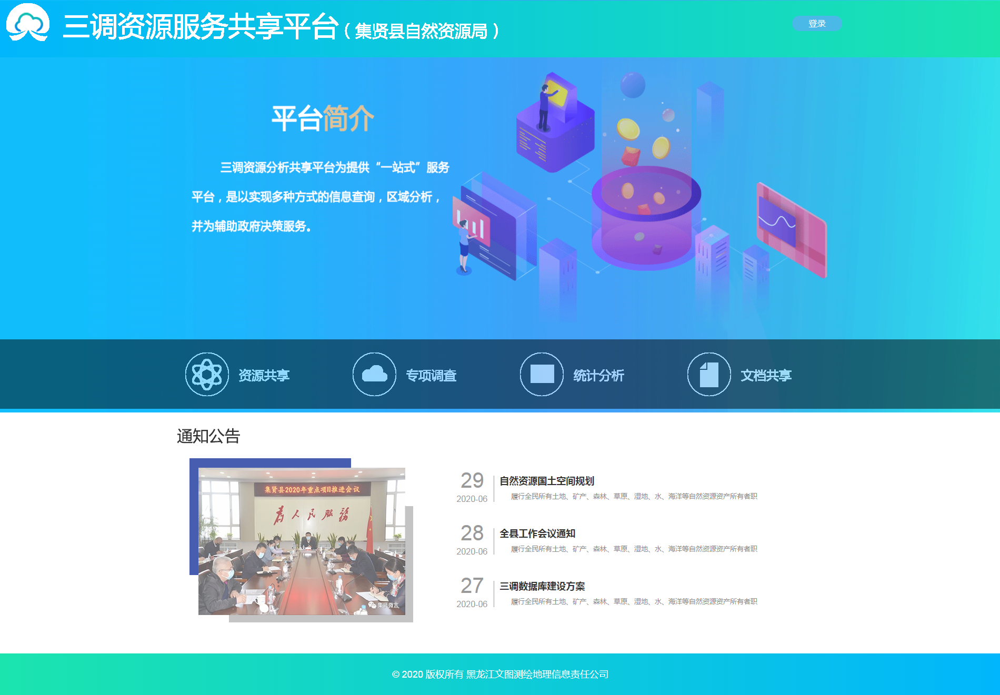 三调资源服务共享平台（集贤县自然资源局）
登录
平台简介
三调资源分析共享平台为提供“一站式”服务
平台，是以实现多种方式的信息查询，区域分析，
并为辅助政府决策服务。
资源共享
专项调查
统计分析
文档共享
通知公告
集贤县2020年重点项目推进会议
为人民服务
集贤微言
29
2020-06
自然资源国土空间规划
履行全民所有土地、矿产、森林、草原、湿地、水、海洋等自然资源资产所有者职
28
2020-06
全县工作会议通知
履行全民所有土地、矿产、森林、草原、湿地、水、海洋等自然资源资产所有者职
27
2020-06
三调数据库建设方案
履行全民所有土地、矿产、森林、草原、湿地、水、海洋等自然资源资产所有者职
© 2020 版权所有 黑龙江文图测绘地理信息责任公司